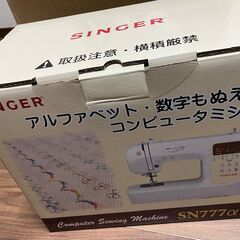 SINGER
⚠ 取扱注意・横積厳禁
INGER
アルファベット・数字もぬえ
コンピュータミシ
Computer Sewing Machine
SN777α